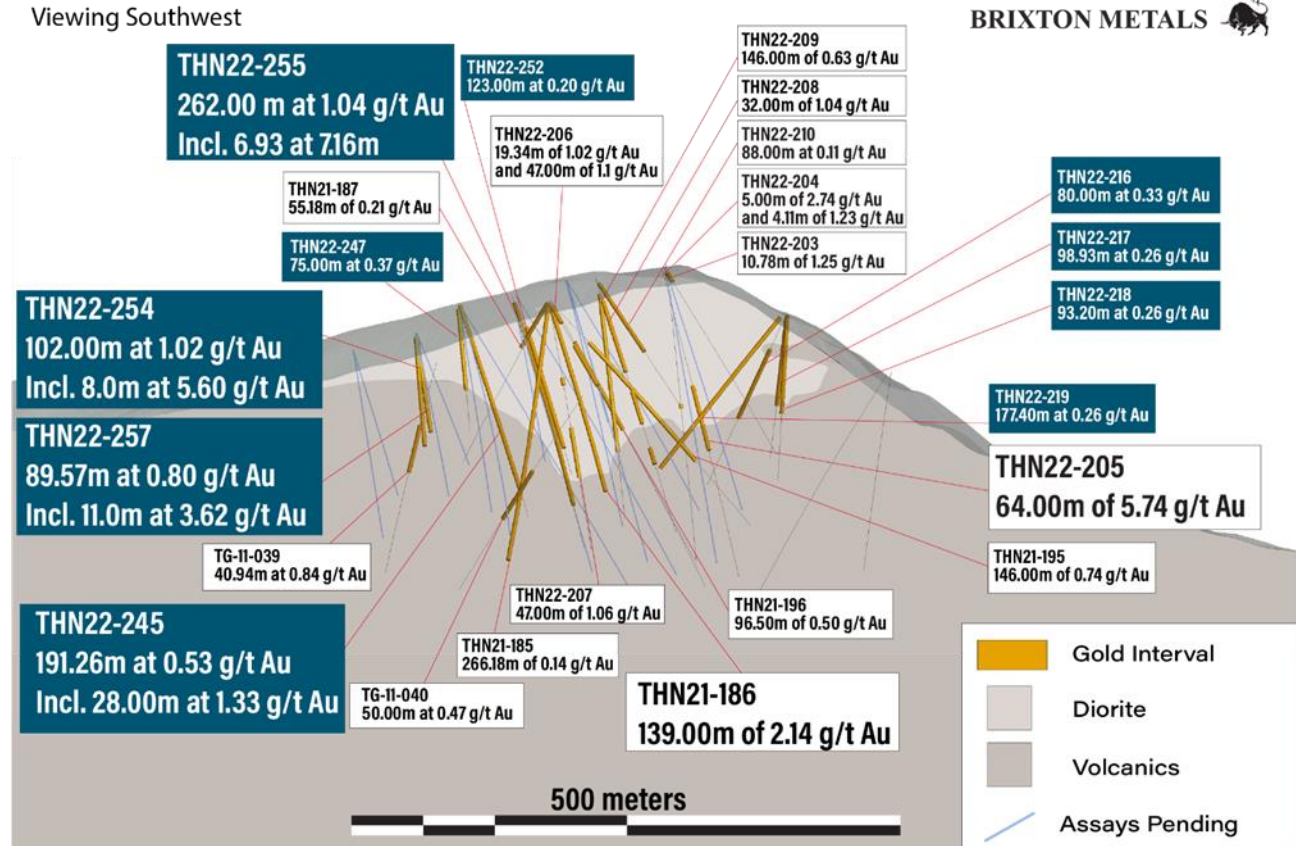 Viewing Southwest
BRIXTON METALS
THN22-255
262.00 m at 1.04 g/t Au
Incl. 6.93 at 7.16m
THN22-252
123.00m at 0.20 g/t Au
THN22-209
146.00m of 0.63 g/t Au
THN22-208
32.00m of 1.04 g/t Au
THN22-206
19.34m of 1.02 g/t Au
and 47.00m of 1.1 g/t Au
THN22-210
88.00m at 0.11 g/t Au
THN21-187
55.18m of 0.21 g/t Au
THN22-204
5.00m of 2.74 g/t Au
and 4.11m of 1.23 g/t Au
THN22-216
80.00m at 0.33 g/t Au
THN22-247
75.00m at 0.37 g/t Au
THN22-203
10.78m of 1.25 g/t Au
THN22-217
98.93m at 0.26 g/t Au
THN22-218
93.20m at 0.26 g/t Au
THN22-254
102.00m at 1.02 g/t Au
Incl. 8.0m at 5.60 g/t Au
THN22-219
177.40m at 0.26 g/t Au
THN22-257
89.57m at 0.80 g/t Au
Incl. 11.0m at 3.62 g/t Au
THN22-205
64.00m of 5.74 g/t Au
TG-11-039
40.94m at 0.84 g/t Au
THN21-195
146.00m of 0.74 g/t Au
THN22-207
47.00m of 1.06 g/t Au
THN21-196
96.50m of 0.50 g/t Au
THN22-245
191.26m at 0.53 g/t Au
Incl. 28.00m at 1.33 g/t Au
THN21-185
266.18m of 0.14 g/t Au
TG-11-040
50.00m at 0.47 g/t Au
THN21-186
139.00m of 2.14 g/t Au
Gold Interval
Diorite
Volcanics
Assays Pending
500 meters